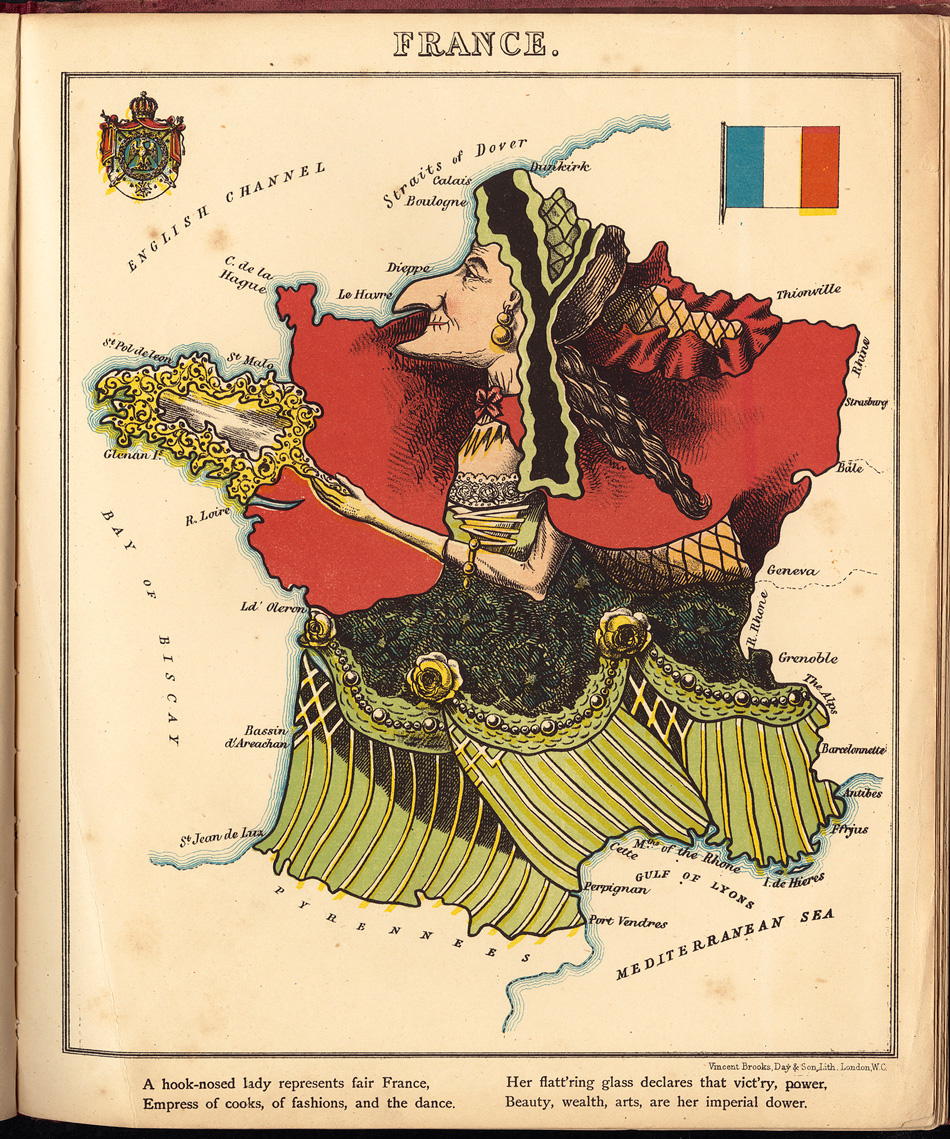 FRANCE.
Straits of Dover
Dunkirk
Calais
Boulogne
ENGLISH CHANNEL
Dieppe
C. de la
Hague
Le Havre
Thionville
Rhine
St Pol de leon
St Malo
Strasburg
Glenan I
Bâle
R. Loire
BAY OF BISCAY
Geneva
R. Rhone
I.d' Oleron
Grenoble
The Alps
Bassin
d'Areachan
Barcelonnette
Antibes
Frejus
St Jean de Luz
Cette
Mths of the Rhone
I. de Hieres
GULF OF LYONS
Perpignan
Port Vendres
PYRENNEES
MEDITERRANEAN SEA
Vincent Brooks, Day & Son, Lith. London, W.C.
A hook-nosed lady represents fair France,
Empress of cooks, of fashions, and the dance.
Her flatt'ring glass declares that vict'ry, power,
Beauty, wealth, arts, are her imperial dower.